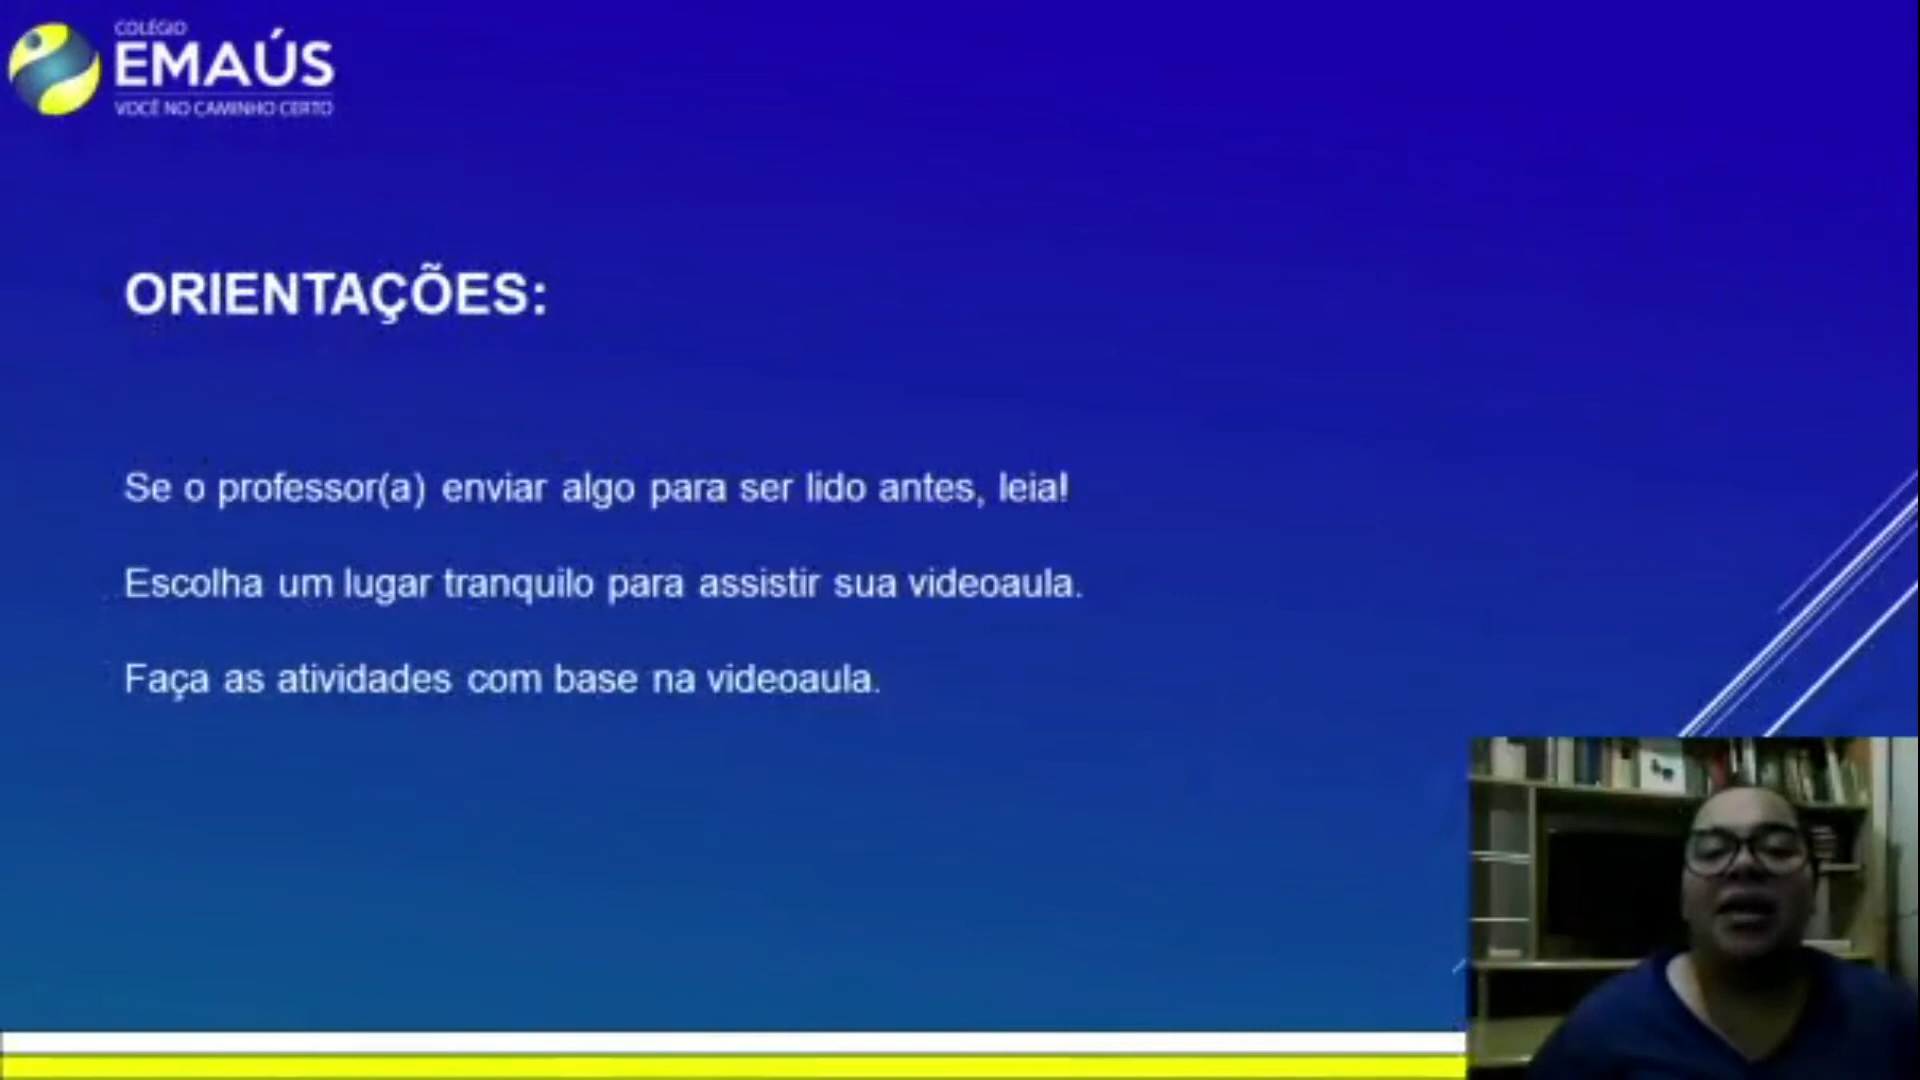 COLÉGIO
EMAÚS
VOCÊ NO CAMINHO CERTO
ORIENTAÇÕES:
Se o professor(a) enviar algo para ser lido antes, leia!
Escolha um lugar tranquilo para assistir sua videoaula.
Faça as atividades com base na videoaula.